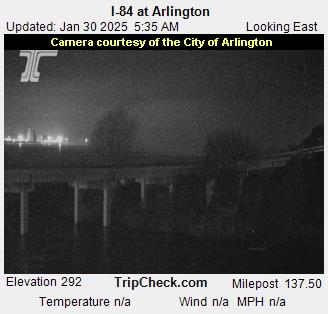 I-84 at Arlington
Updated: Jan 30 2025 5:35 AM Looking East
Camera courtesy of the City of Arlington
Elevation 292 TripCheck.com Milepost 137.50
Temperature n/a Wind n/a MPH n/a